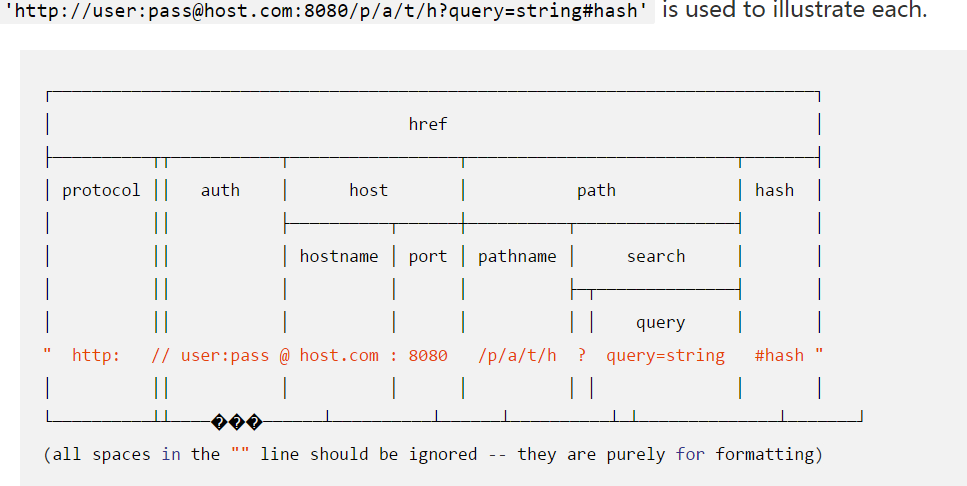 'http://user:pass@host.com:8080/p/a/t/h?query=string#hash' is used to illustrate each.
href
protocol auth host path hash
hostname port pathname search
query
" http: // user:pass @ host.com : 8080 /p/a/t/h ? query=string #hash "
���
(all spaces in the "" line should be ignored -- they are purely for formatting)